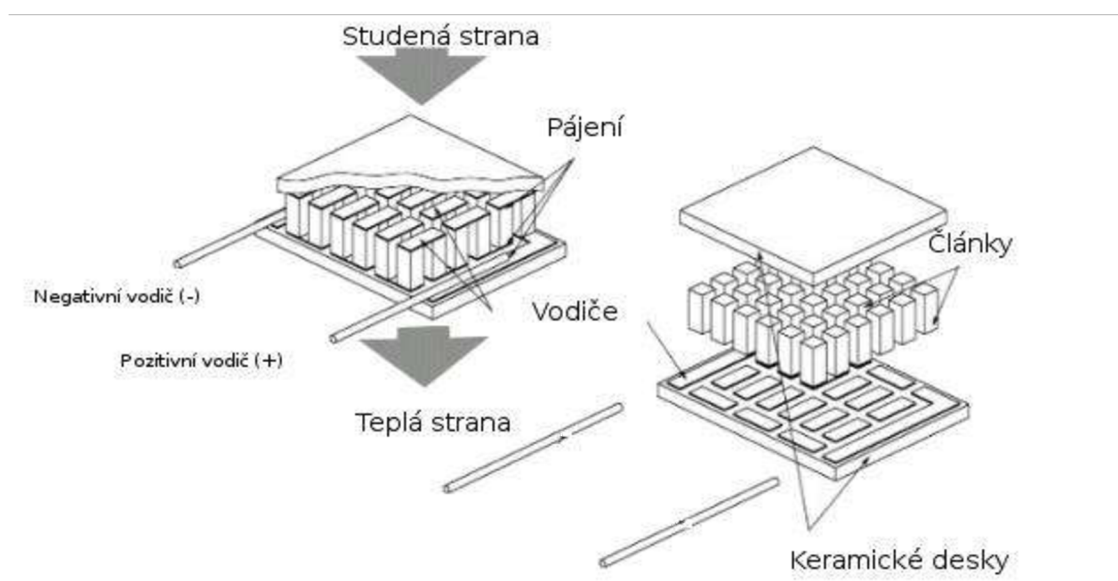 Studená strana
Pájení
Články
Negativní vodič (-)
Vodiče
Pozitivní vodič (+)
Teplá strana
Keramické desky